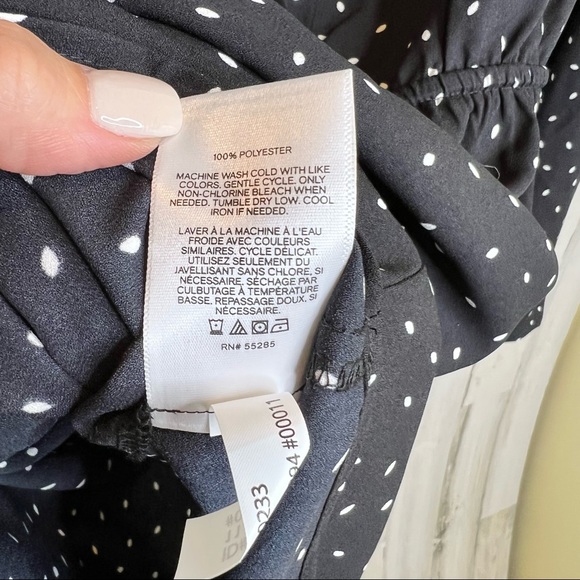 100% POLYESTER
MACHINE WASH COLD WITH LIKE
COLORS. GENTLE CYCLE. ONLY
NON-CHLORINE BLEACH WHEN
NEEDED. TUMBLE DRY LOW. COOL
IRON IF NEEDED.
LAVER À LA MACHINE À L'EAU
FROIDE AVEC COULEURS
SIMILAIRES. CYCLE DÉLICAT.
UTILISEZ SEULEMENT DU
JAVELLISANT SANS CHLORE, SI
NÉCESSAIRE. SÉCHAGE PAR
CULBUTAGE À TEMPÉRATURE
BASSE. REPASSAGE DOUX. SI
NÉCESSAIRE.
RN# 55285
#00011